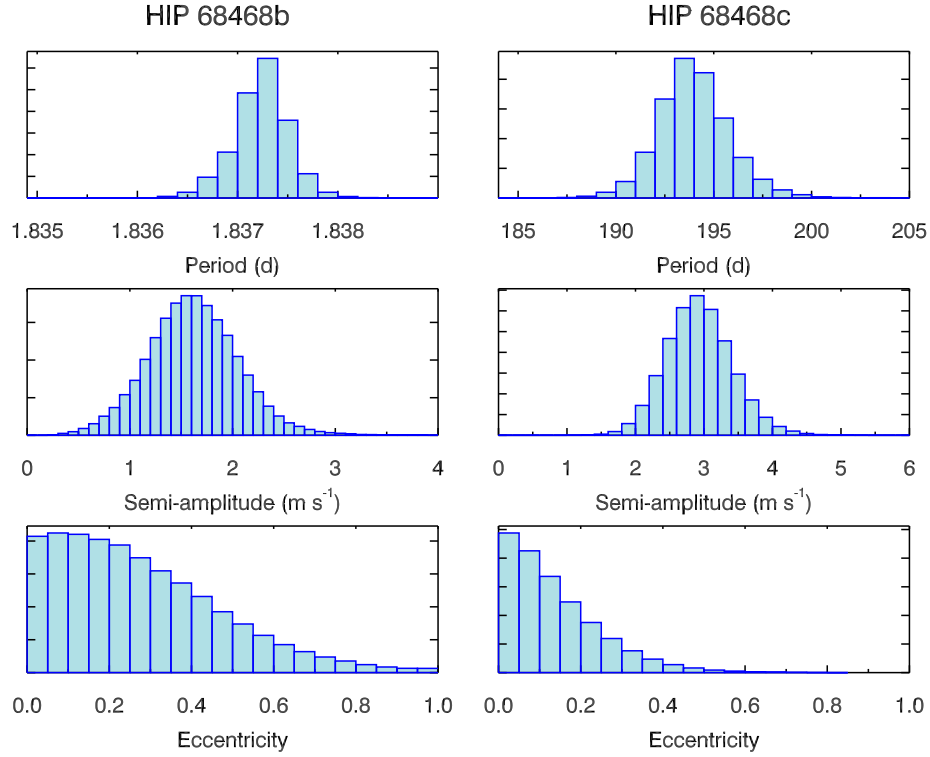 HIP 68468b HIP 68468c
1.835 1.836 1.837 1.838 185 190 195 200 205
Period (d) Period (d)
0 1 2 3 4 0 1 2 3 4 5 6
Semi-amplitude (m s⁻¹) Semi-amplitude (m s⁻¹)
0.0 0.2 0.4 0.6 0.8 1.0 0.0 0.2 0.4 0.6 0.8 1.0
Eccentricity Eccentricity